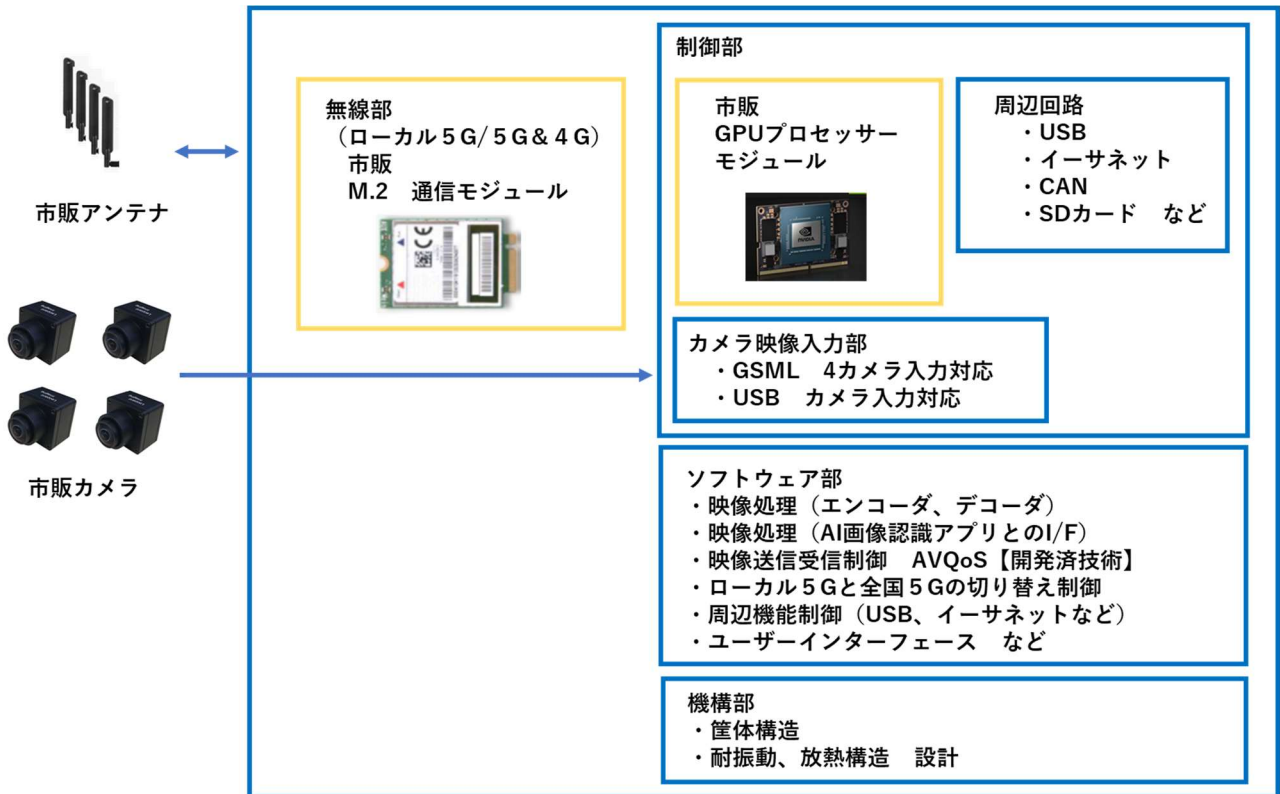 市販アンテナ
市販カメラ
無線部
（ローカル５G/５G&４G）
市販
M.2　通信モジュール
制御部
市販
GPUプロセッサー
モジュール
NVIDIA
周辺回路
・USB
・イーサネット
・CAN
・SDカード　など
カメラ映像入力部
・GSML　4カメラ入力対応
・USB　カメラ入力対応
ソフトウェア部
・映像処理（エンコーダ、デコーダ）
・映像処理（AI画像認識アプリとのI/F）
・映像送信受信制御　AVQoS【開発済技術】
・ローカル５Gと全国５Gの切り替え制御
・周辺機能制御（USB、イーサネットなど）
・ユーザーインターフェース　など
機構部
・筐体構造
・耐振動、放熱構造　設計